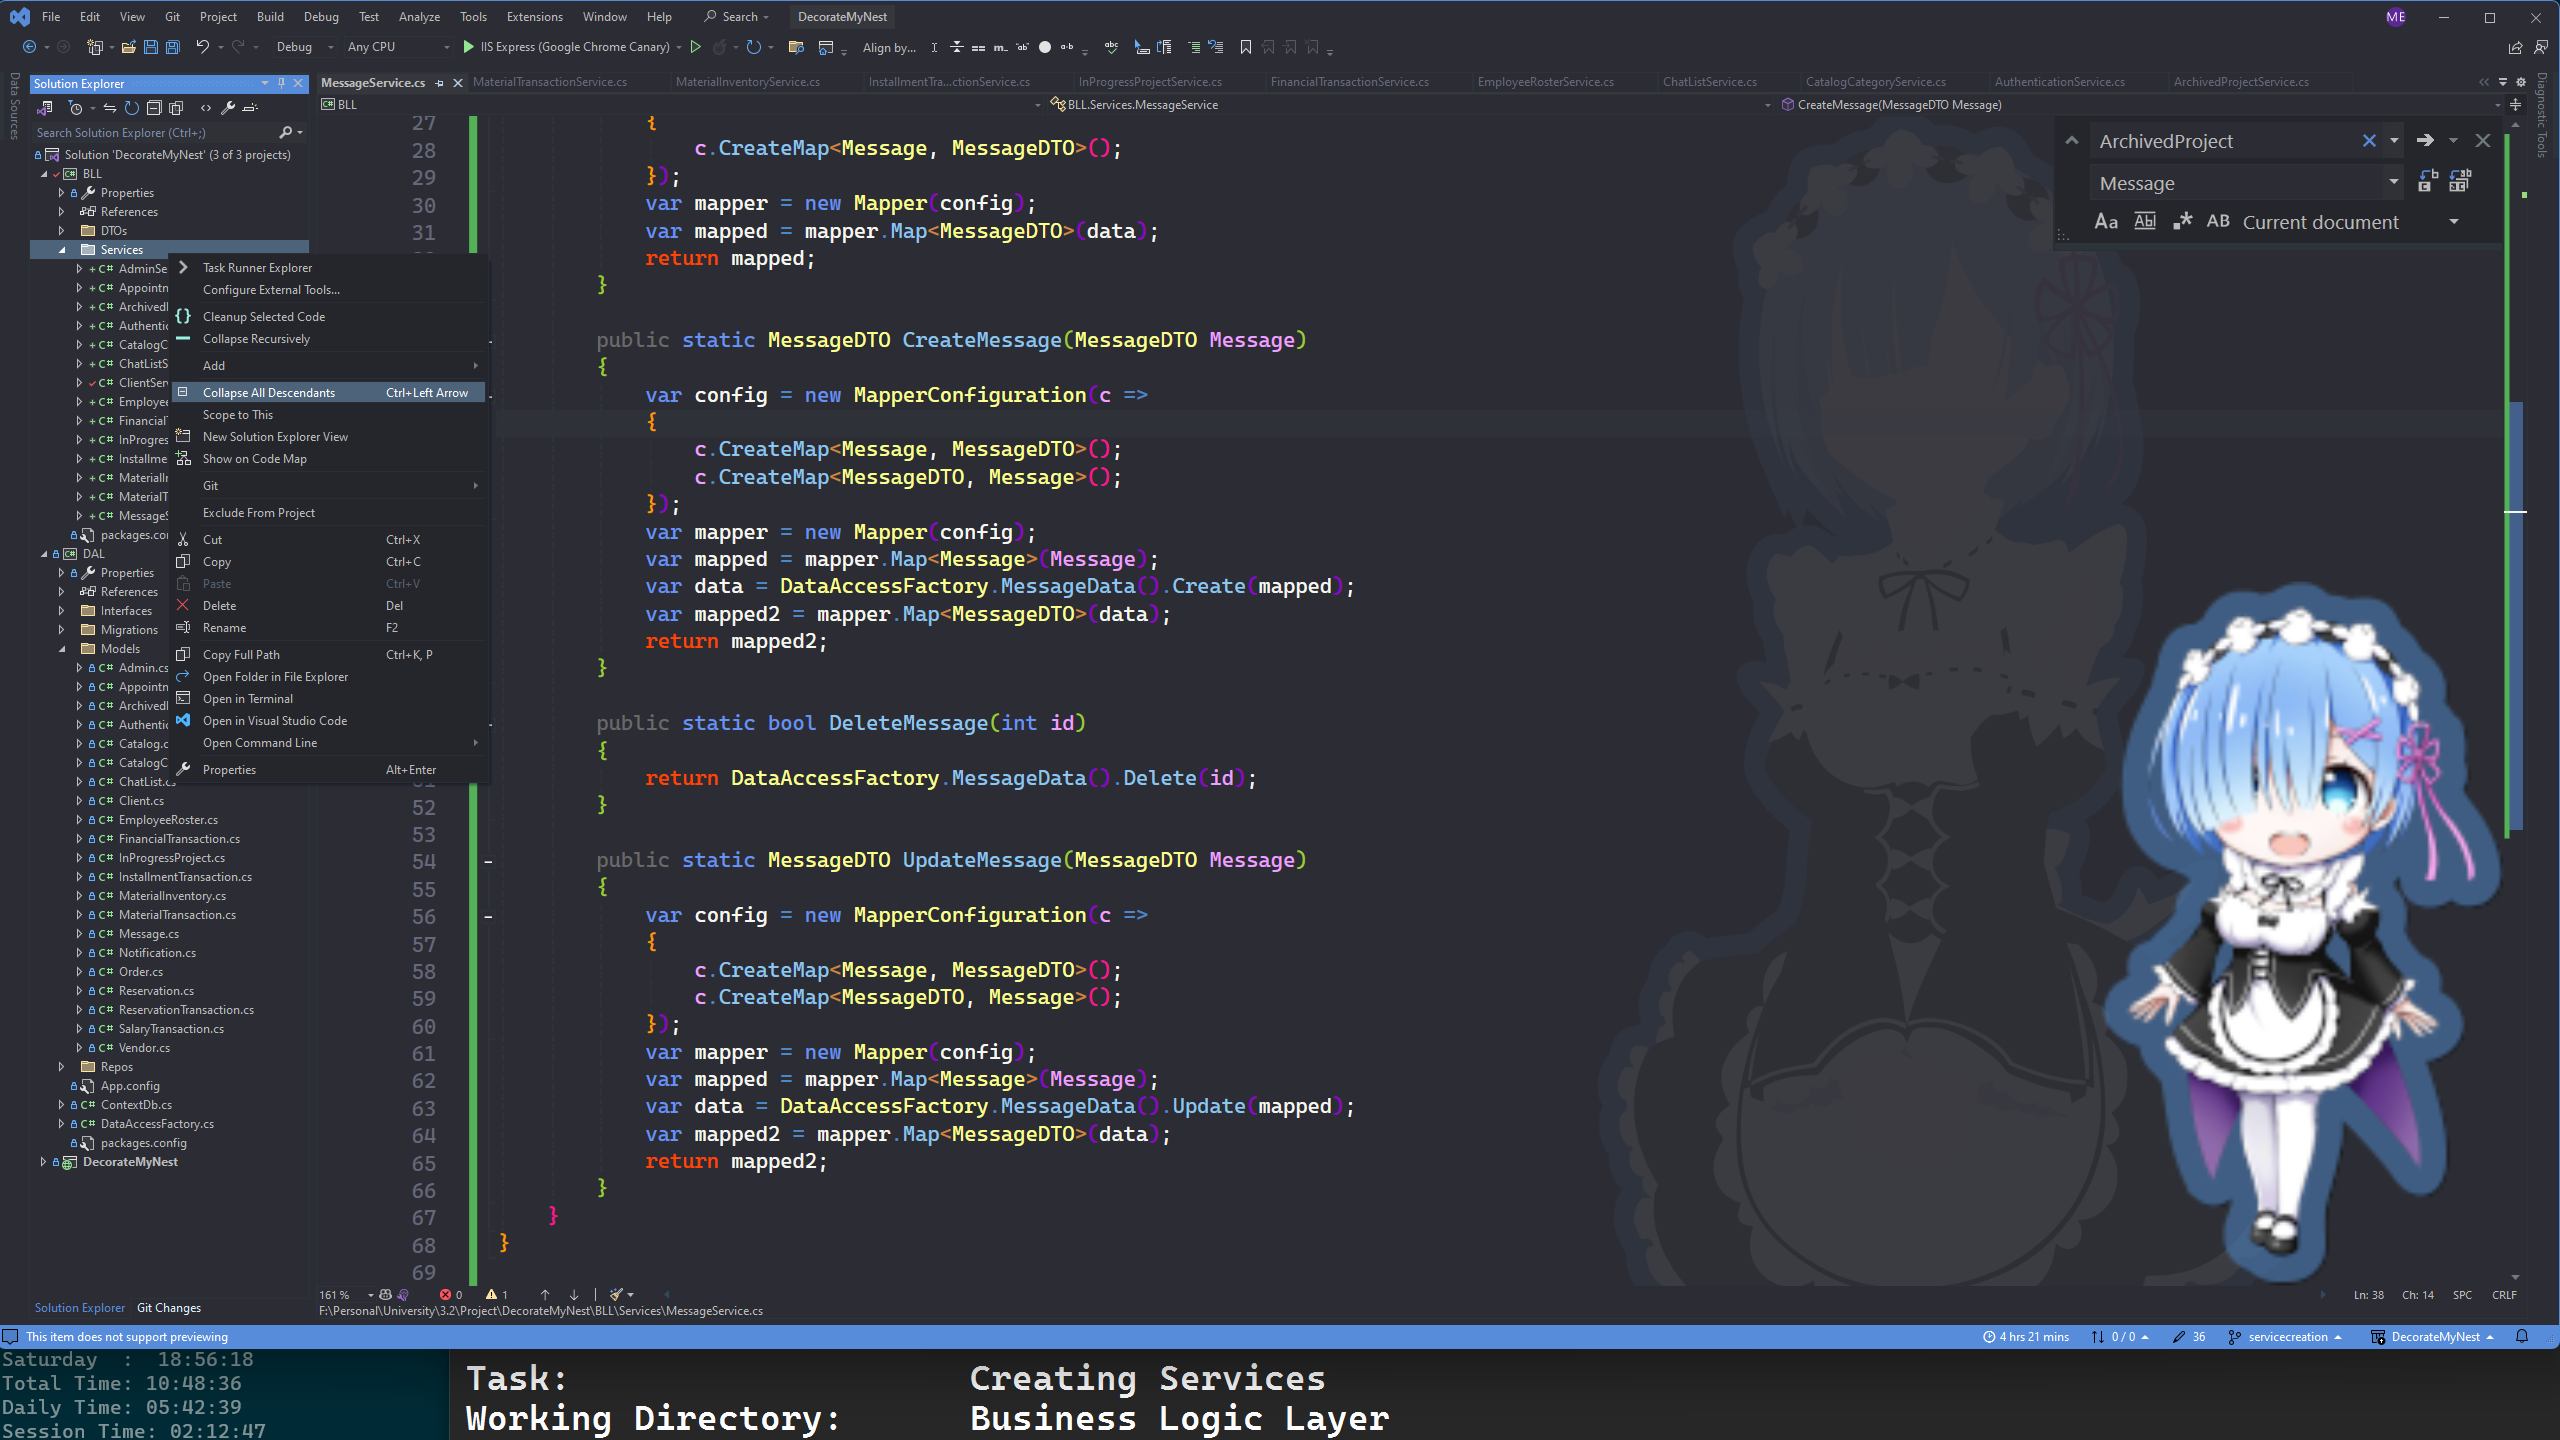 File Edit View Git Project Build Debug Test Analyze Tools Extensions Window Help Search DecorateMyNest ME
Debug Any CPU IIS Express (Google Chrome Canary) Align by...
Data Sources
Solution Explorer
Search Solution Explorer (Ctrl+;)
Solution 'DecorateMyNest' (3 of 3 projects)
BLL
Properties
References
DTOs
Services
AdminSe
Appointn
Archived
Authentic
CatalogC
ChatListS
ClientSer
Employee
Financial
InProgres
Installme
MaterialI
MaterialT
MessageS
packages.co
DAL
Properties
References
Interfaces
Migrations
Models
Admin.cs
Appointn
Archived
Authentic
Catalog.c
CatalogC
ChatList.c
Client.cs
EmployeeRoster.cs
FinancialTransaction.cs
InProgressProject.cs
InstallmentTransaction.cs
MaterialInventory.cs
MaterialTransaction.cs
Message.cs
Notification.cs
Order.cs
Reservation.cs
ReservationTransaction.cs
SalaryTransaction.cs
Vendor.cs
Repos
App.config
ContextDb.cs
DataAccessFactory.cs
packages.config
DecorateMyNest
Solution Explorer Git Changes
Task Runner Explorer
Configure External Tools...
Cleanup Selected Code
Collapse Recursively
Add
Collapse All Descendants Ctrl+Left Arrow
Scope to This
New Solution Explorer View
Show on Code Map
Git
Exclude From Project
Cut Ctrl+X
Copy Ctrl+C
Paste Ctrl+V
Delete Del
Rename F2
Copy Full Path Ctrl+K, P
Open Folder in File Explorer
Open in Terminal
Open in Visual Studio Code
Open Command Line
Properties Alt+Enter
MessageService.cs MaterialTransactionService.cs MaterialInventoryService.cs InstallmentTra...ctionService.cs InProgressProjectService.cs FinancialTransactionService.cs EmployeeRosterService.cs ChatListService.cs CatalogCategoryService.cs AuthenticationService.cs ArchivedProjectService.cs
BLL BLL.Services.MessageService CreateMessage(MessageDTO Message)
Diagnostic Tools
ArchivedProject
Message
Aa Abl .* AB Current document
27 {
28 c.CreateMap<Message, MessageDTO>();
29 });
30 var mapper = new Mapper(config);
31 var mapped = mapper.Map<MessageDTO>(data);
return mapped;
}
public static MessageDTO CreateMessage(MessageDTO Message)
{
var config = new MapperConfiguration(c =>
{
c.CreateMap<Message, MessageDTO>();
c.CreateMap<MessageDTO, Message>();
});
var mapper = new Mapper(config);
var mapped = mapper.Map<Message>(Message);
var data = DataAccessFactory.MessageData().Create(mapped);
var mapped2 = mapper.Map<MessageDTO>(data);
return mapped2;
}
public static bool DeleteMessage(int id)
{
return DataAccessFactory.MessageData().Delete(id);
52 }
53
54 public static MessageDTO UpdateMessage(MessageDTO Message)
55 {
56 var config = new MapperConfiguration(c =>
57 {
58 c.CreateMap<Message, MessageDTO>();
59 c.CreateMap<MessageDTO, Message>();
60 });
61 var mapper = new Mapper(config);
62 var mapped = mapper.Map<Message>(Message);
63 var data = DataAccessFactory.MessageData().Update(mapped);
64 var mapped2 = mapper.Map<MessageDTO>(data);
65 return mapped2;
66 }
67 }
68 }
69
161 % 0 1 Ln: 38 Ch: 14 SPC CRLF
F:\Personal\University\3.2\Project\DecorateMyNest\BLL\Services\MessageService.cs
This item does not support previewing 4 hrs 21 mins 0 / 0 36 servicecreation DecorateMyNest
Saturday : 18:56:18
Total Time: 10:48:36
Daily Time: 05:42:39
Session Time: 02:12:47
Task: Creating Services
Working Directory: Business Logic Layer